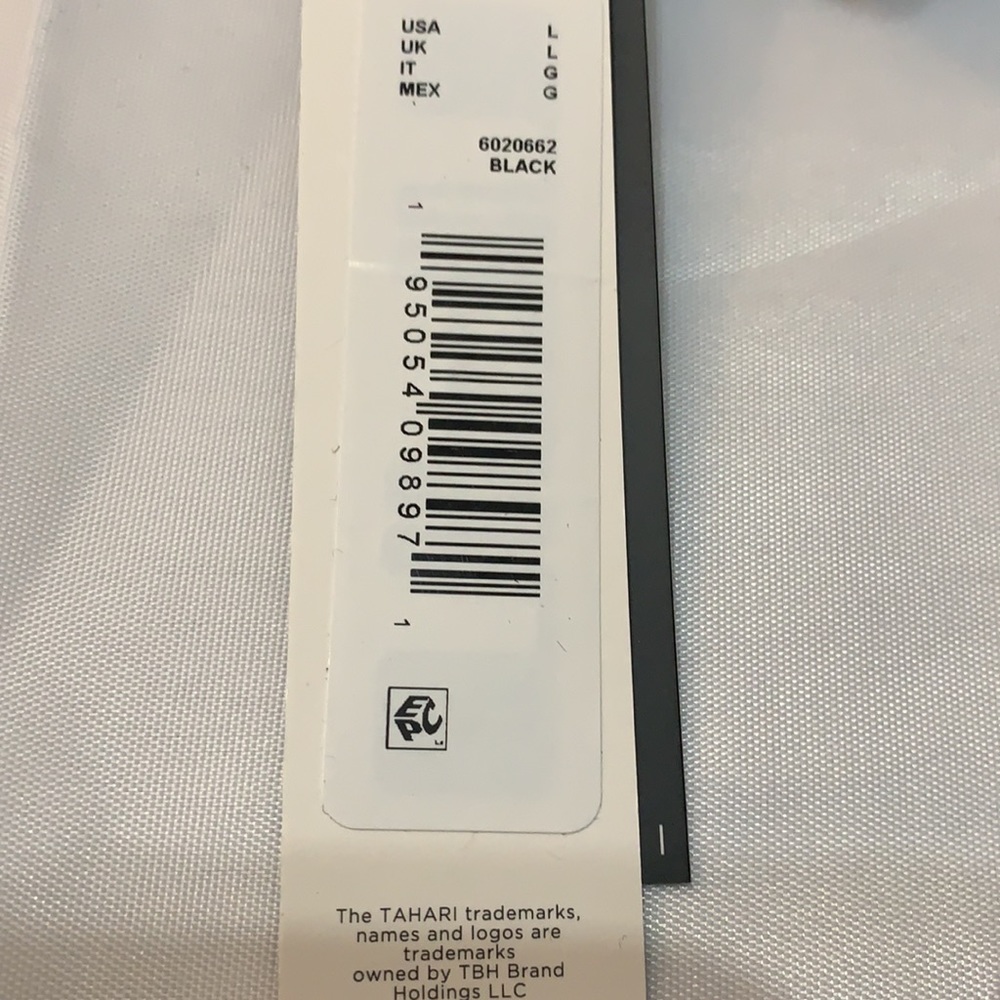 USA L
UK L
IT G
MEX G
6020662
BLACK
1 95054 09897 1
EPC
The TAHARI trademarks,
names and logos are
trademarks
owned by TBH Brand
Holdings LLC